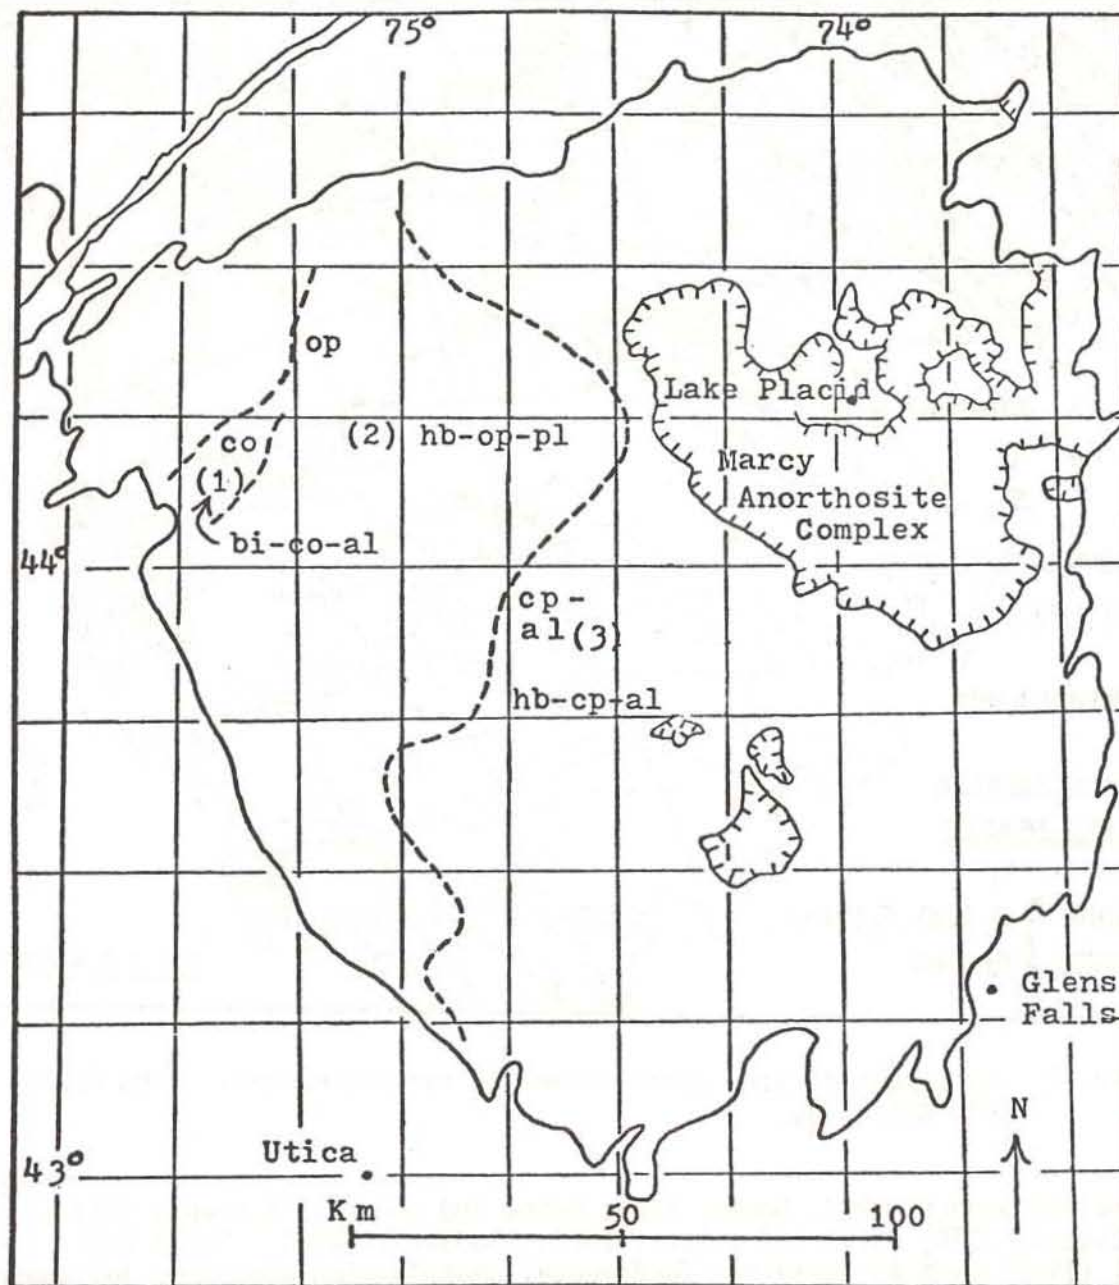 75°
74°
op
Lake Placid
co
(2) hb-op-pl
(1)
Marcy
Anorthosite
Complex
bi-co-al
44°
cp-
al(3)
hb-cp-al
Glens
Falls
N
Utica
43°
Km
50
100